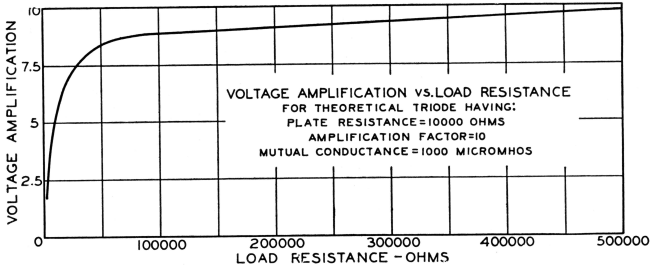 VOLTAGE AMPLIFICATION
10
7.5
5
2.5
0
VOLTAGE AMPLIFICATION VS. LOAD RESISTANCE
FOR THEORETICAL TRIODE HAVING:
PLATE RESISTANCE=10000 OHMS
AMPLIFICATION FACTOR=10
MUTUAL CONDUCTANCE=1000 MICROMHOS
100000 200000 300000 400000 500000
LOAD RESISTANCE-OHMS